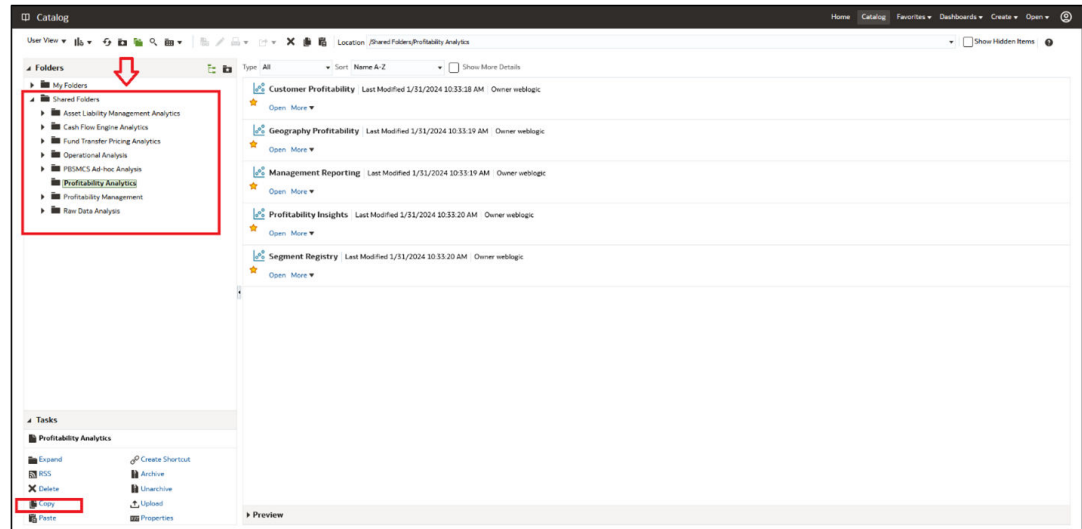 Catalog
Home Catalog Favorites Dashboards Create Open
User View Location /Shared Folders/Profitability Analytics Show Hidden Items
Folders
My Folders
Shared Folders
Asset Liability Management Analytics
Cash Flow Engine Analytics
Fund Transfer Pricing Analytics
Operational Analysis
PBSMCS Ad-hoc Analysis
Profitability Analytics
Profitability Management
Raw Data Analysis
Type All Sort Name A-Z Show More Details
Customer Profitability Last Modified 1/31/2024 10:33:18 AM Owner weblogic
Open More
Geography Profitability Last Modified 1/31/2024 10:33:19 AM Owner weblogic
Open More
Management Reporting Last Modified 1/31/2024 10:33:19 AM Owner weblogic
Open More
Profitability Insights Last Modified 1/31/2024 10:33:20 AM Owner weblogic
Open More
Segment Registry Last Modified 1/31/2024 10:33:20 AM Owner weblogic
Open More
Tasks
Profitability Analytics
Expand Create Shortcut
RSS Archive
Delete Unarchive
Copy Upload
Paste Properties
Preview